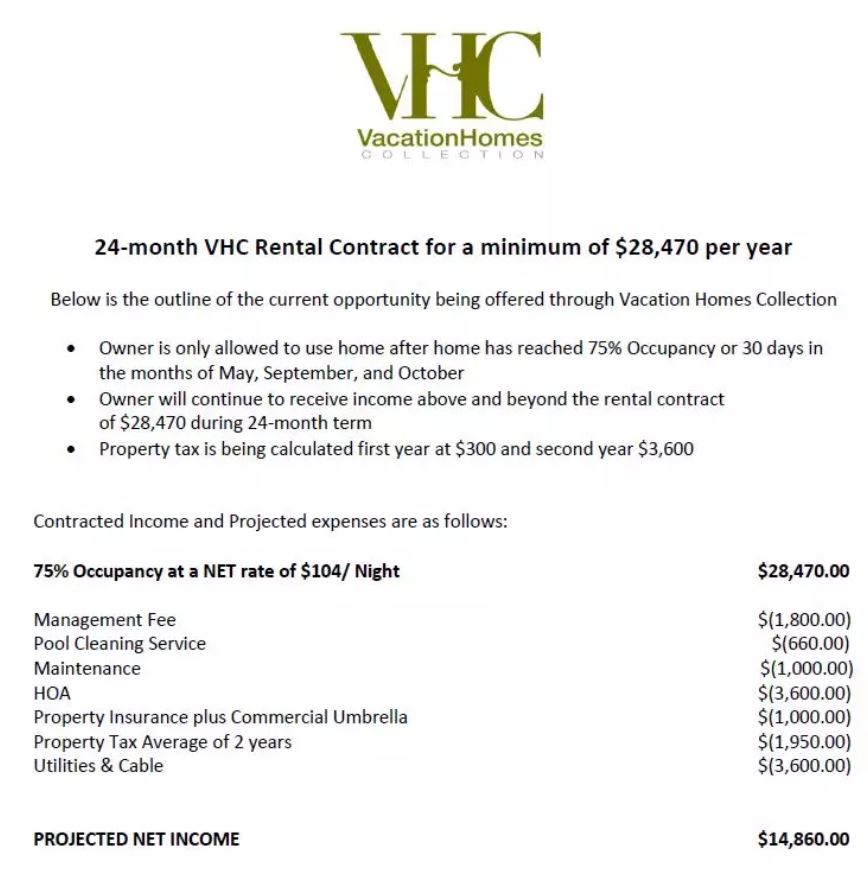 VHC
VacationHomes
COLLECTION
24-month VHC Rental Contract for a minimum of $28,470 per year
Below is the outline of the current opportunity being offered through Vacation Homes Collection
• Owner is only allowed to use home after home has reached 75% Occupancy or 30 days in
the months of May, September, and October
• Owner will continue to receive income above and beyond the rental contract
of $28,470 during 24-month term
• Property tax is being calculated first year at $300 and second year $3,600
Contracted Income and Projected expenses are as follows:
75% Occupancy at a NET rate of $104/ Night $28,470.00
Management Fee $(1,800.00)
Pool Cleaning Service $(660.00)
Maintenance $(1,000.00)
HOA $(3,600.00)
Property Insurance plus Commercial Umbrella $(1,000.00)
Property Tax Average of 2 years $(1,950.00)
Utilities & Cable $(3,600.00)
PROJECTED NET INCOME $14,860.00